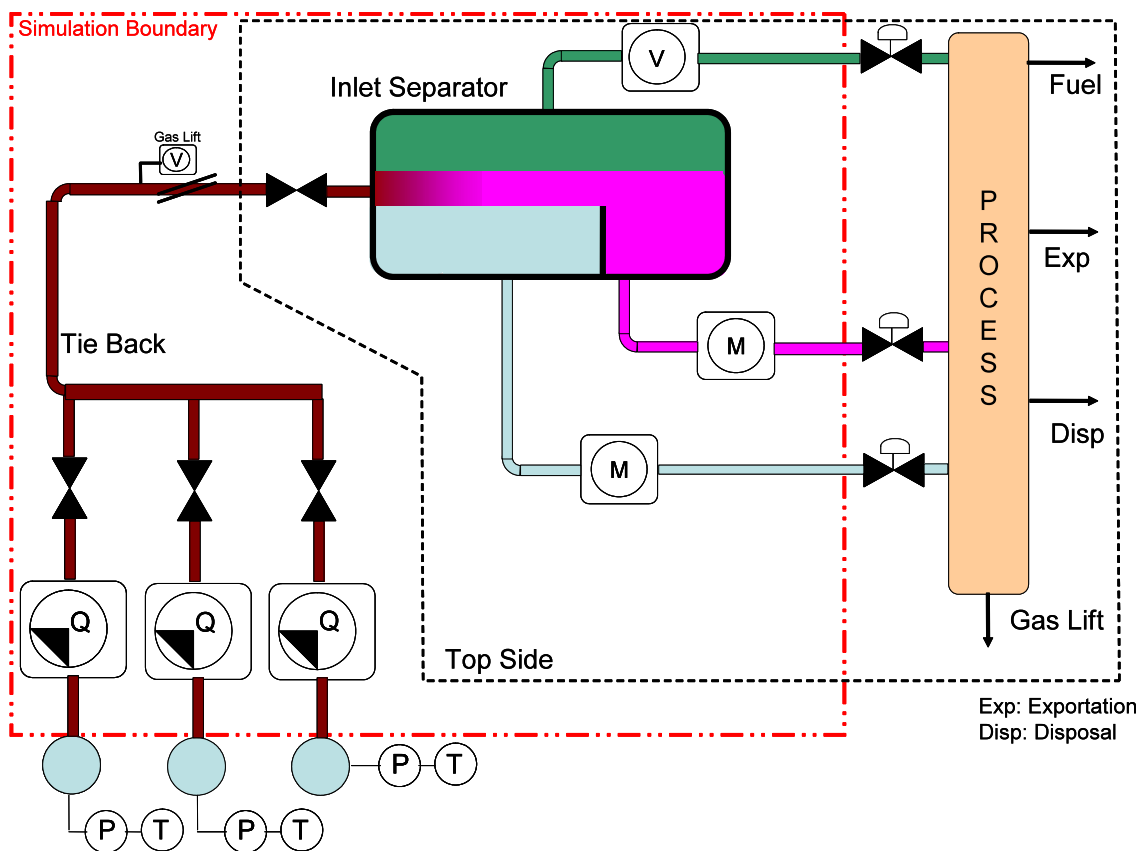 Simulation Boundary
V
Inlet Separator
Fuel
Gas Lift
V
PROCESS
Exp
Tie Back
M
Disp
M
Q
Q
Q
Gas Lift
Top Side
Exp: Exportation
Disp: Disposal
P
T
P
T
P
T